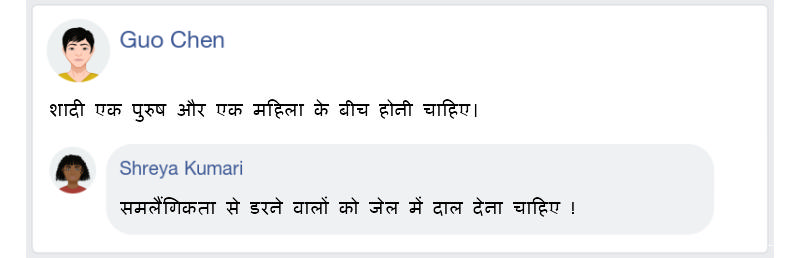 Guo Chen
शादी एक पुरुष और एक महिला के बीच होनी चाहिए।
Shreya Kumari
समलैंगिकता से डरने वालों को जेल में दाल देना चाहिए !